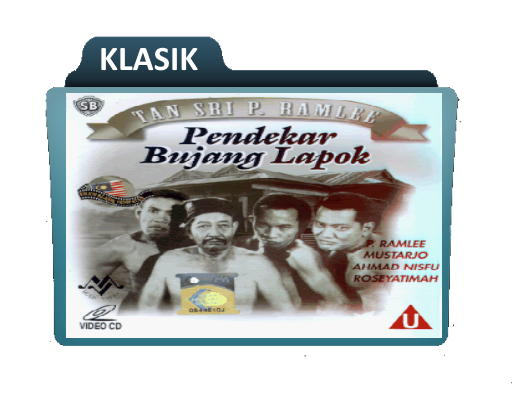 KLASIK
SB
TAN SRI P. RAMLEE
Pendekar
Bujang Lapok
P. RAMLEE
MUSTARJO
AHMAD NISFU
ROSEYATIMAH
VIDEO CD
U